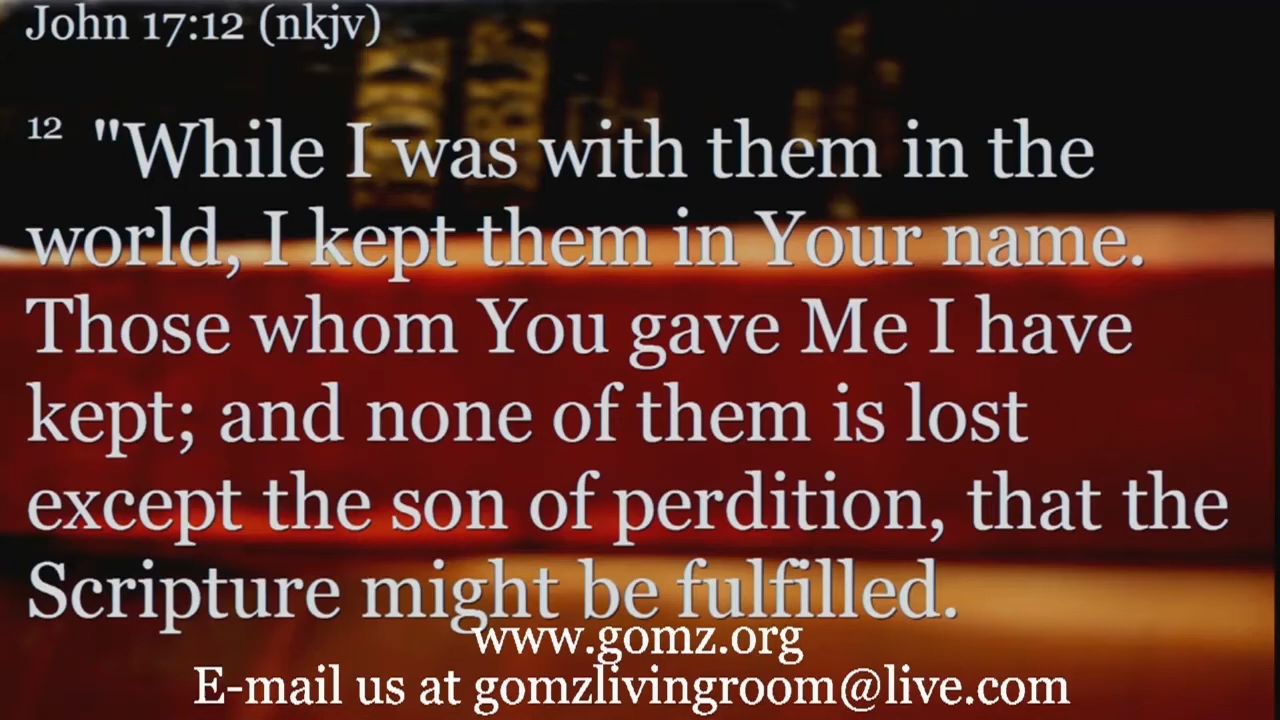 John 17:12 (nkjv)
12 "While I was with them in the
world, I kept them in Your name.
Those whom You gave Me I have
kept; and none of them is lost
except the son of perdition, that the
Scripture might be fulfilled.
www.gomz.org
E-mail us at gomzlivingroom@live.com